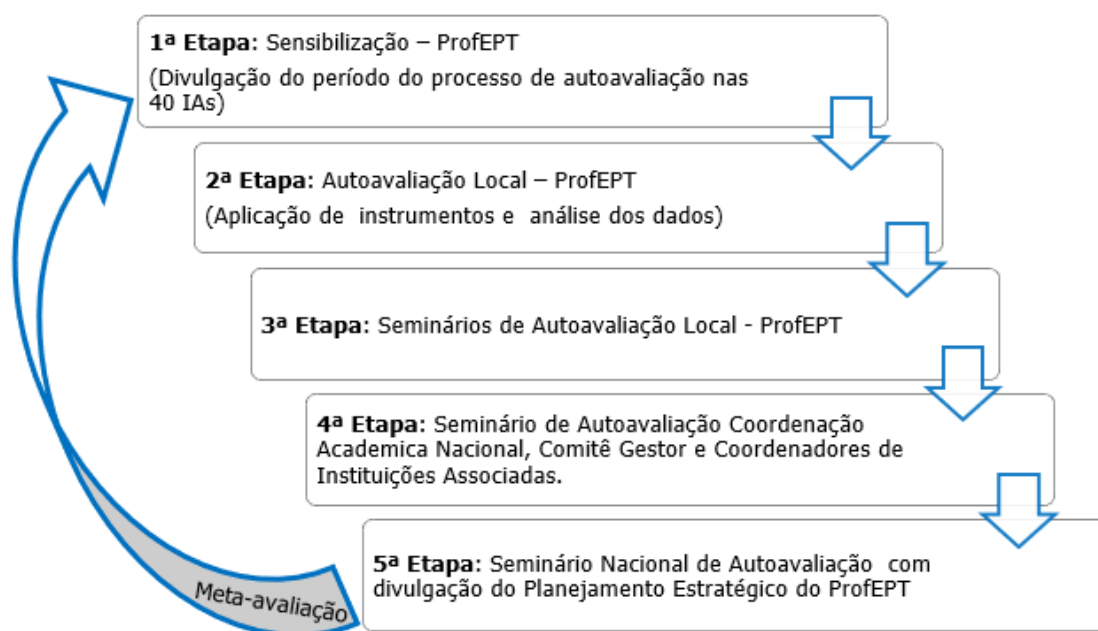 1ª Etapa: Sensibilização – ProfEPT
(Divulgação do período do processo de autoavaliação nas
40 IAs)
2ª Etapa: Autoavaliação Local – ProfEPT
(Aplicação de instrumentos e análise dos dados)
3ª Etapa: Seminários de Autoavaliação Local - ProfEPT
4ª Etapa: Seminário de Autoavaliação Coordenação
Academica Nacional, Comitê Gestor e Coordenadores de
Instituições Associadas.
5ª Etapa: Seminário Nacional de Autoavaliação com
divulgação do Planejamento Estratégico do ProfEPT
Meta-avaliação